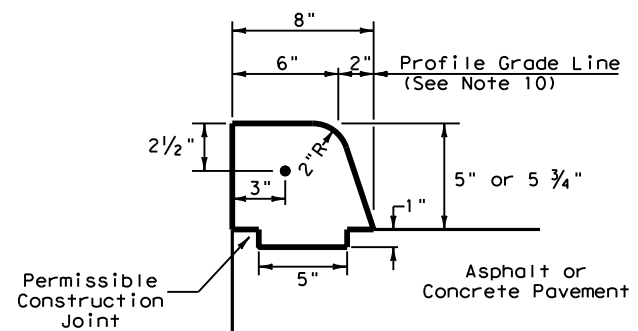 8"
6"
2"
Profile Grade Line
(See Note 10)
2½"
2"R
3"
5" or 5 ¾"
1"
5"
Permissible
Construction
Joint
Asphalt or
Concrete Pavement